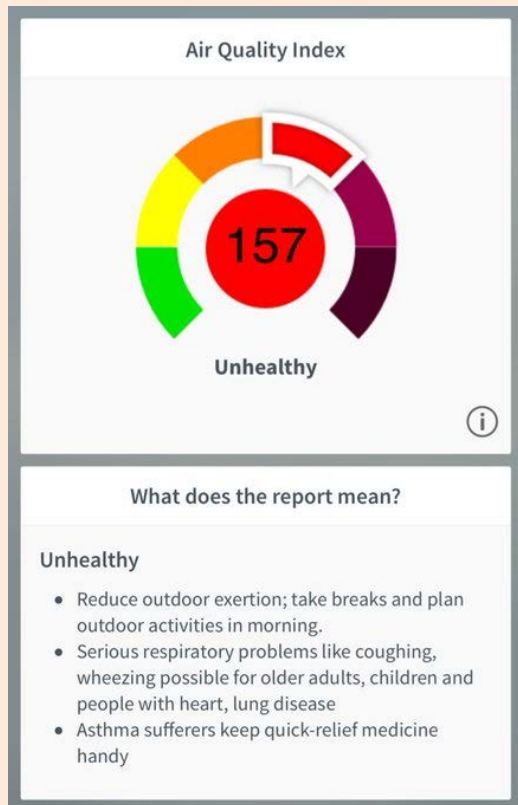 Air Quality Index
157
Unhealthy
i
What does the report mean?
Unhealthy
• Reduce outdoor exertion; take breaks and plan
outdoor activities in morning.
• Serious respiratory problems like coughing,
wheezing possible for older adults, children and
people with heart, lung disease
• Asthma sufferers keep quick-relief medicine
handy